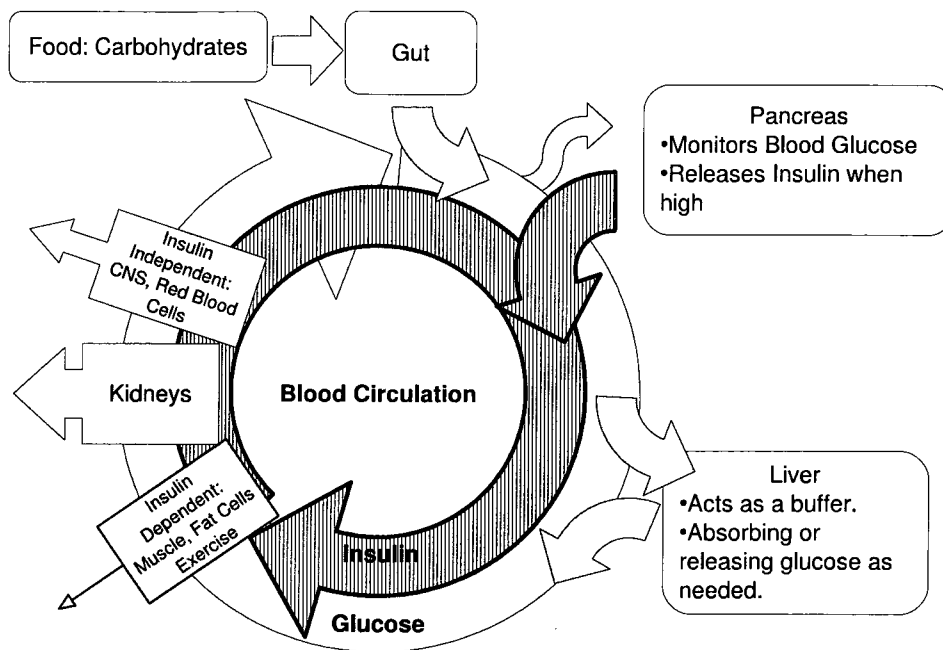 Food: Carbohydrates
Gut
Pancreas
•Monitors Blood Glucose
•Releases Insulin when
high
Insulin
Independent:
CNS, Red Blood
Cells
Kidneys
Blood Circulation
Insulin
Dependent:
Muscle, Fat Cells
Exercise
Liver
•Acts as a buffer.
•Absorbing or
releasing glucose as
needed.
Insulin
Glucose